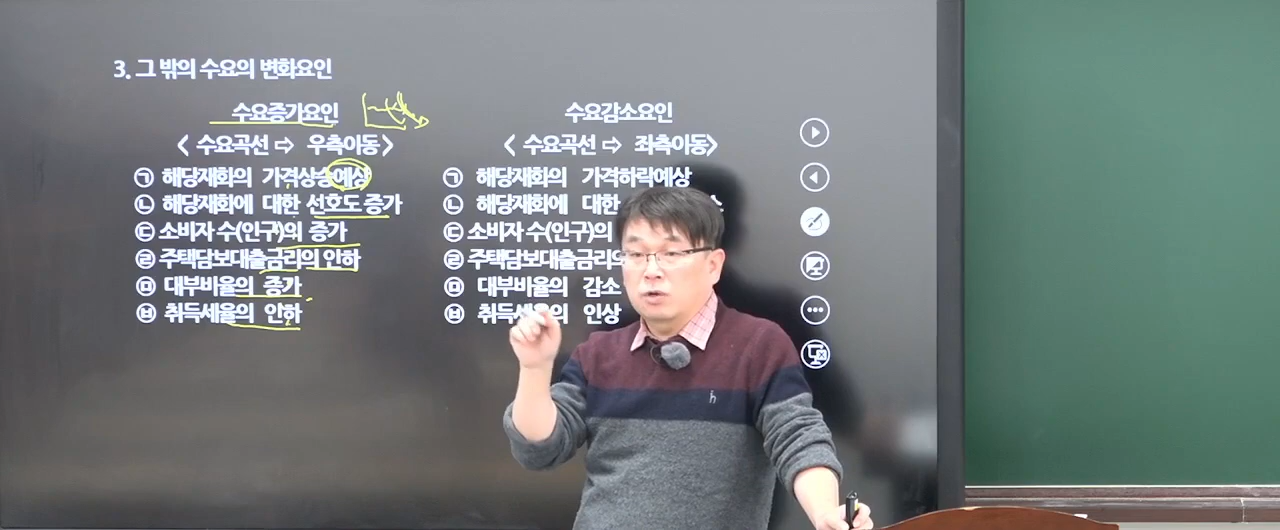 3. 그 밖의 수요의 변화요인
수요증가요인
< 수요곡선 ⇨ 우측이동>
㉠ 해당재화의 가격상승예상
㉡ 해당재화에 대한 선호도 증가
㉢ 소비자 수(인구)의 증가
㉣ 주택담보대출금리의 인하
㉤ 대부비율의 증가
㉥ 취득세율의 인하
수요감소요인
< 수요곡선 ⇨ 좌측이동>
㉠ 해당재화의 가격하락예상
㉡ 해당재화에 대한
㉢ 소비자 수(인구)의
㉣ 주택담보대출금리의
㉤ 대부비율의 감소
㉥ 취득세율의 인상
h